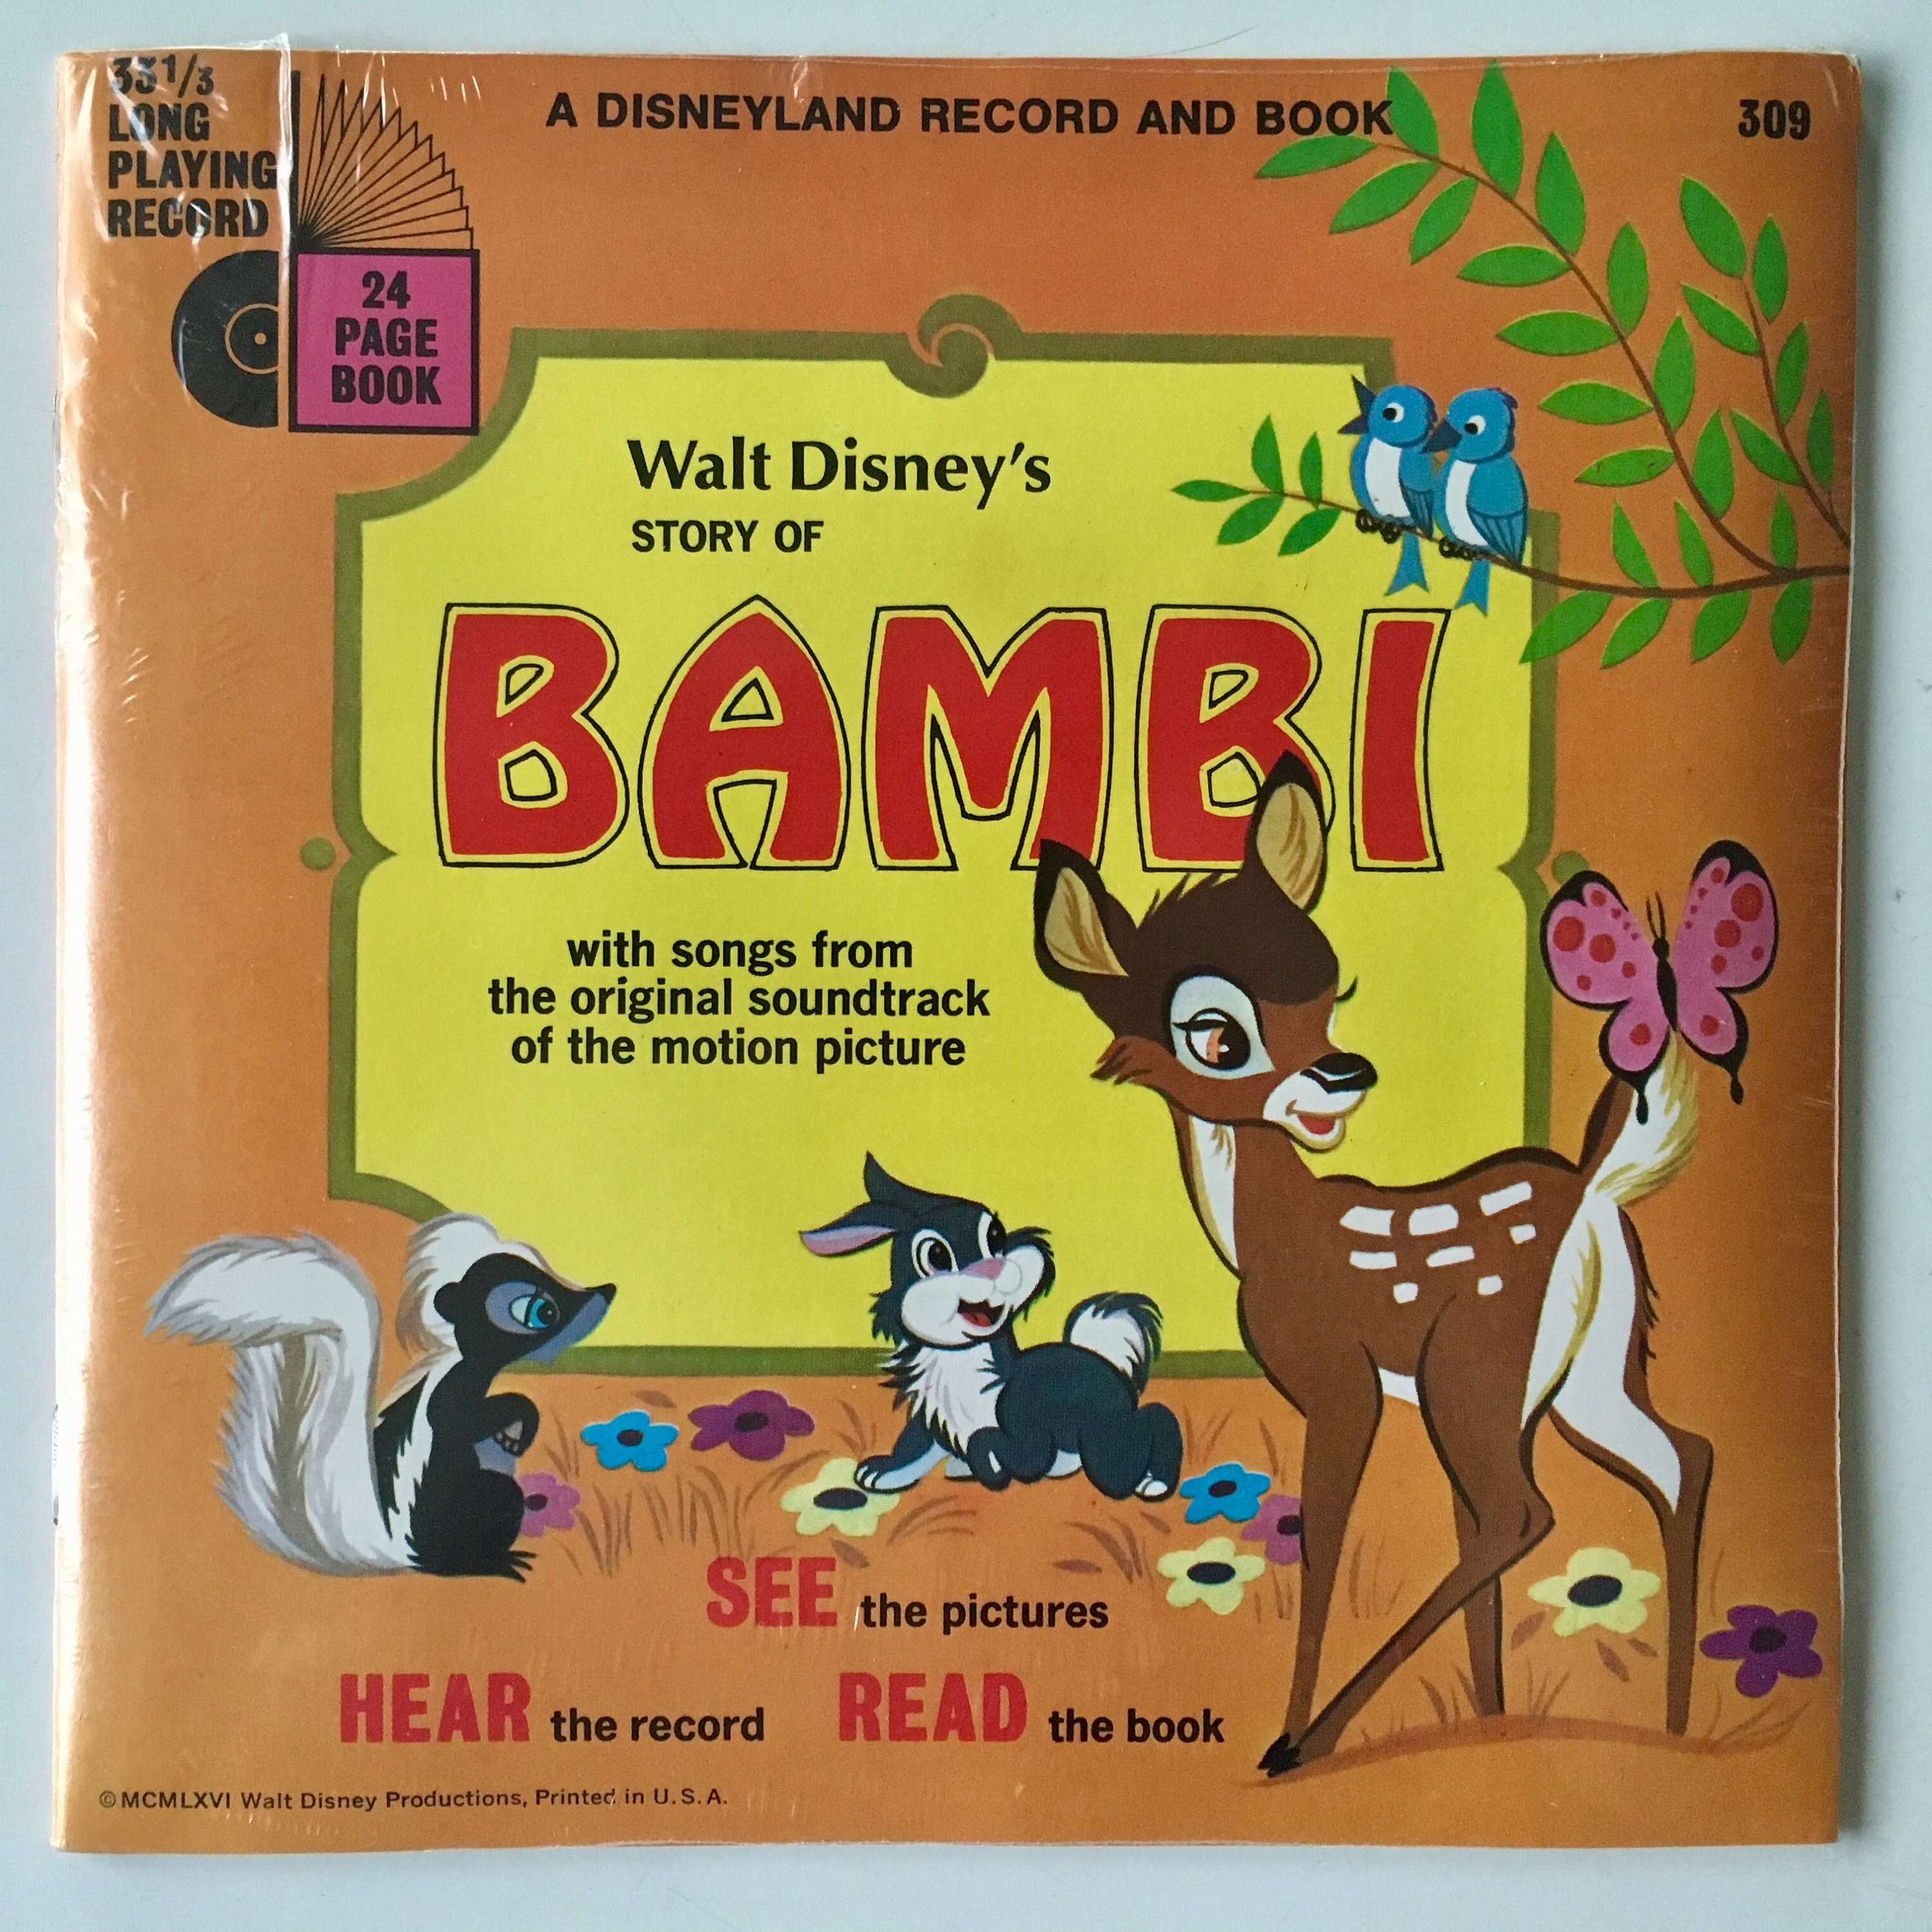 33 1/3
LONG
PLAYING
RECORD
24
PAGE
BOOK
A DISNEYLAND RECORD AND BOOK
309
Walt Disney's
STORY OF
BAMBI
with songs from
the original soundtrack
of the motion picture
SEE the pictures
HEAR the record READ the book
©MCMLXVI Walt Disney Productions, Printed in U.S.A.